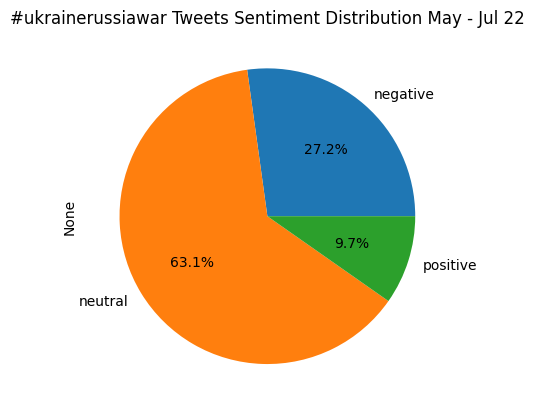 #ukrainerussiawar Tweets Sentiment Distribution May - Jul 22
negative
27.2%
None
9.7%
63.1%
positive
neutral